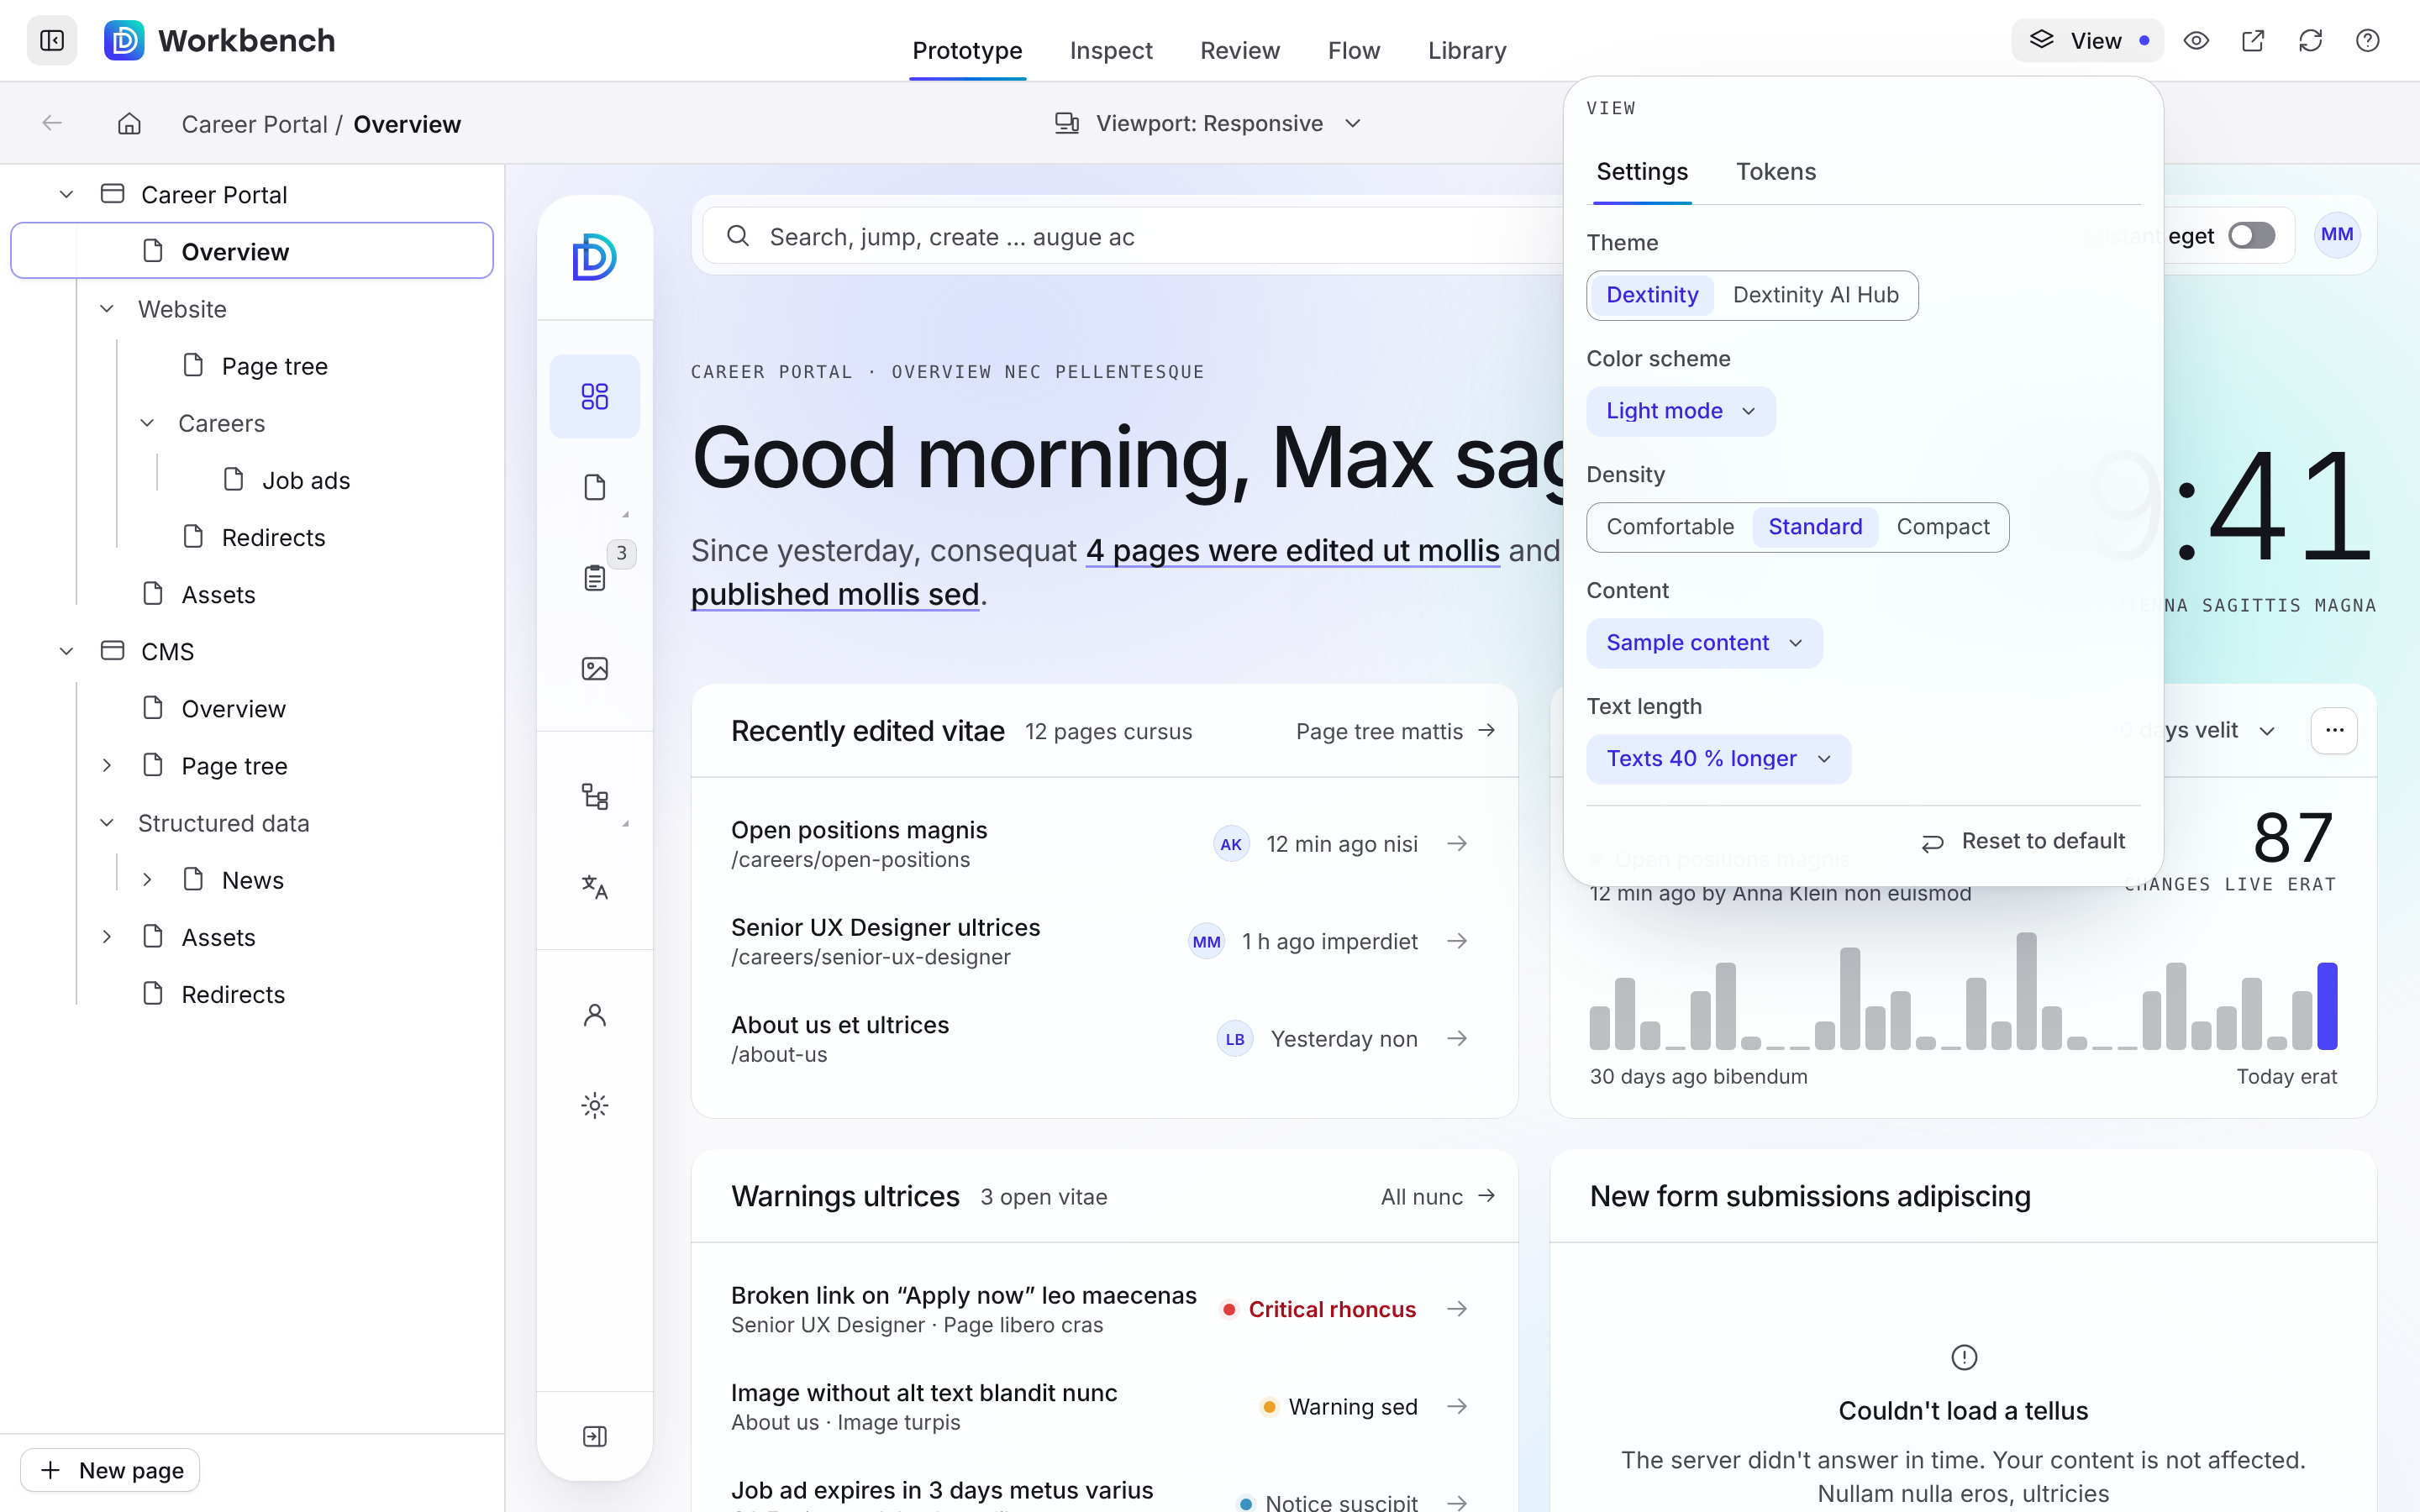 Workbench
Prototype
Inspect
Review
Flow
Library
View
Career Portal / Overview
Viewport: Responsive
Career Portal
Overview
Website
Page tree
Careers
Job ads
Redirects
Assets
CMS
Overview
Page tree
Structured data
News
Assets
Redirects
New page
3
Search, jump, create ... augue ac
eget
MM
CAREER PORTAL · OVERVIEW NEC PELLENTESQUE
Good morning, Max
Since yesterday, consequat 4 pages were edited ut mollis and
published mollis sed.
9:41
SAGITTIS MAGNA
VIEW
Settings
Tokens
Theme
Dextinity
Dextinity AI Hub
Color scheme
Light mode
Density
Comfortable
Standard
Compact
Content
Sample content
Text length
Texts 40 % longer
Reset to default
Recently edited vitae
12 pages cursus
Page tree mattis
Open positions magnis
/careers/open-positions
AK
12 min ago nisi
Senior UX Designer ultrices
/careers/senior-ux-designer
MM
1 h ago imperdiet
About us et ultrices
/about-us
LB
Yesterday non
days velit
Open positions magnis
12 min ago by Anna Klein non euismod
87
CHANGES LIVE ERAT
30 days ago bibendum
Today erat
Warnings ultrices
3 open vitae
All nunc
Broken link on “Apply now” leo maecenas
Senior UX Designer · Page libero cras
Critical rhoncus
Image without alt text blandit nunc
About us · Image turpis
Warning sed
Job ad expires in 3 days metus varius
Notice suscipit
New form submissions adipiscing
Couldn't load a tellus
The server didn't answer in time. Your content is not affected.
Nullam nulla eros, ultricies